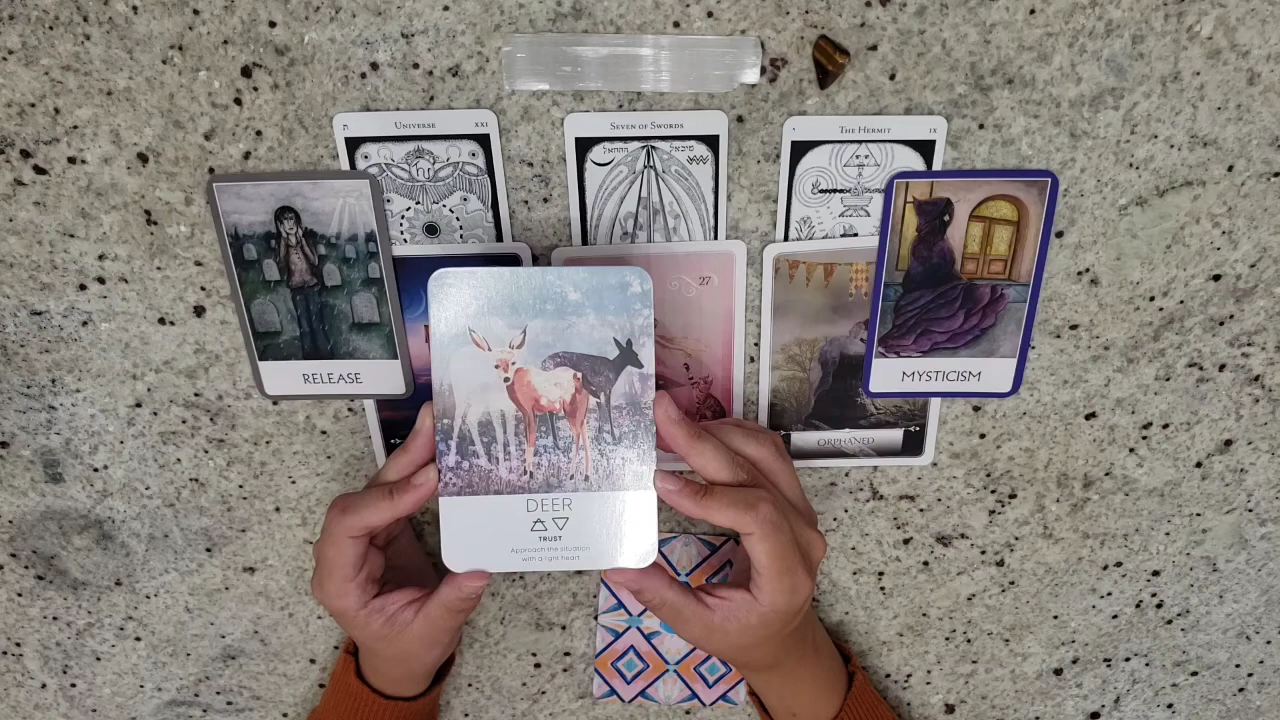 ת UNIVERSE XXI
SEVEN OF SWORDS
מיכאל
י THE HERMIT IX
RELEASE
27
MYSTICISM
ORPHANED
DEER
TRUST
Approach the situation
with a light heart